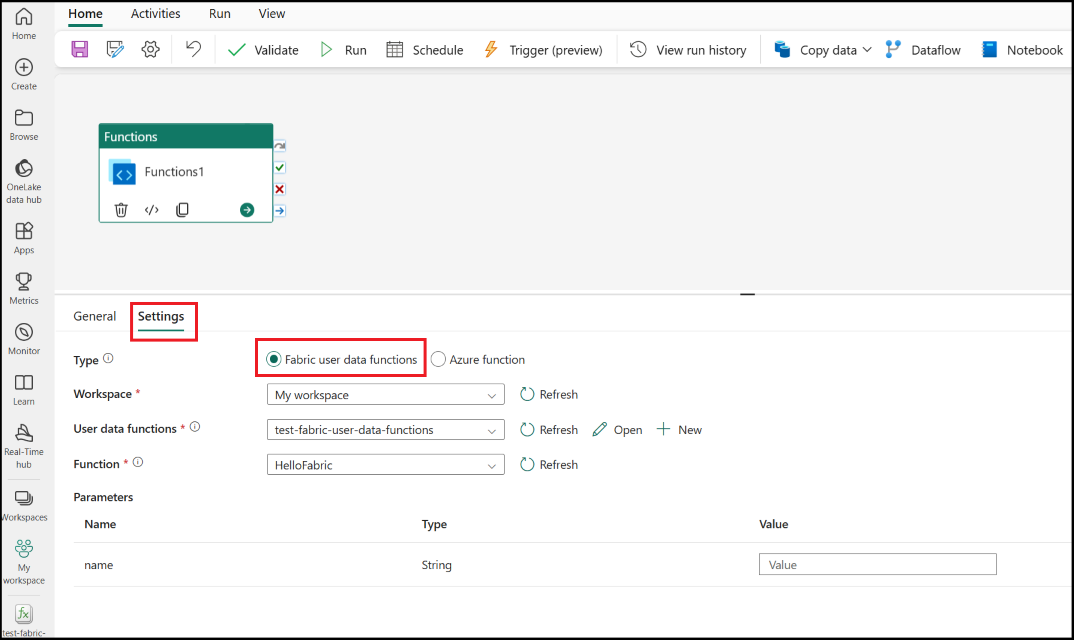 Home Activities Run View
Validate Run Schedule Trigger (preview) View run history Copy data Dataflow Notebook
Home
Create
Browse
OneLake
data hub
Apps
Metrics
Monitor
Learn
Real-Time
hub
Workspaces
My
workspace
test-fabric-
Functions
Functions1
General Settings
Type Fabric user data functions Azure function
Workspace * My workspace Refresh
User data functions * test-fabric-user-data-functions Refresh Open New
Function * HelloFabric Refresh
Parameters
Name Type Value
name String Value